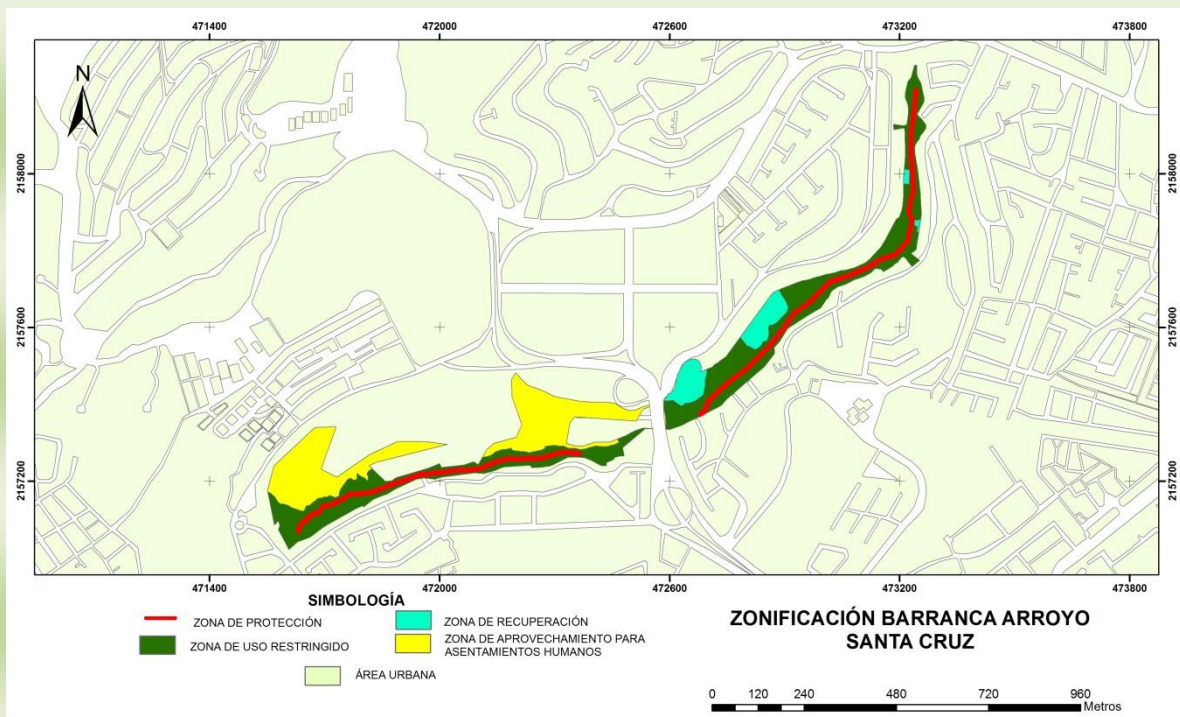 471400 472000 472600 473200 473800
N
2158000 2158000
2157600 2157600
2157200 2157200
471400 472000 472600 473200 473800
SIMBOLOGÍA
ZONA DE PROTECCIÓN
ZONA DE USO RESTRINGIDO
ZONA DE RECUPERACIÓN
ZONA DE APROVECHAMIENTO PARA
ASENTAMIENTOS HUMANOS
ÁREA URBANA
ZONIFICACIÓN BARRANCA ARROYO
SANTA CRUZ
0 120 240 480 720 960
Metros